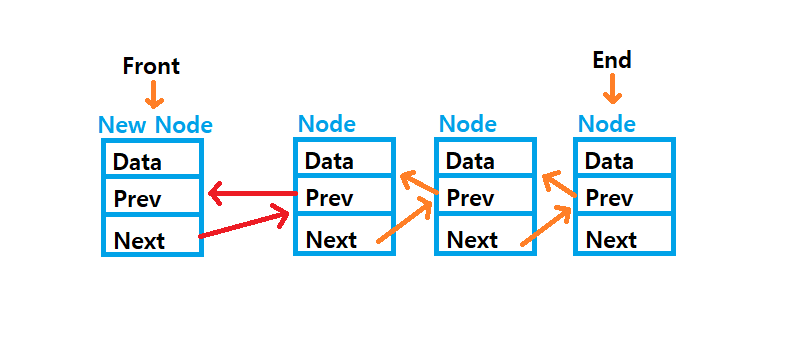 Front
End
New Node
Node
Node
Node
Data
Data
Data
Data
Prev
Prev
Prev
Prev
Next
Next
Next
Next